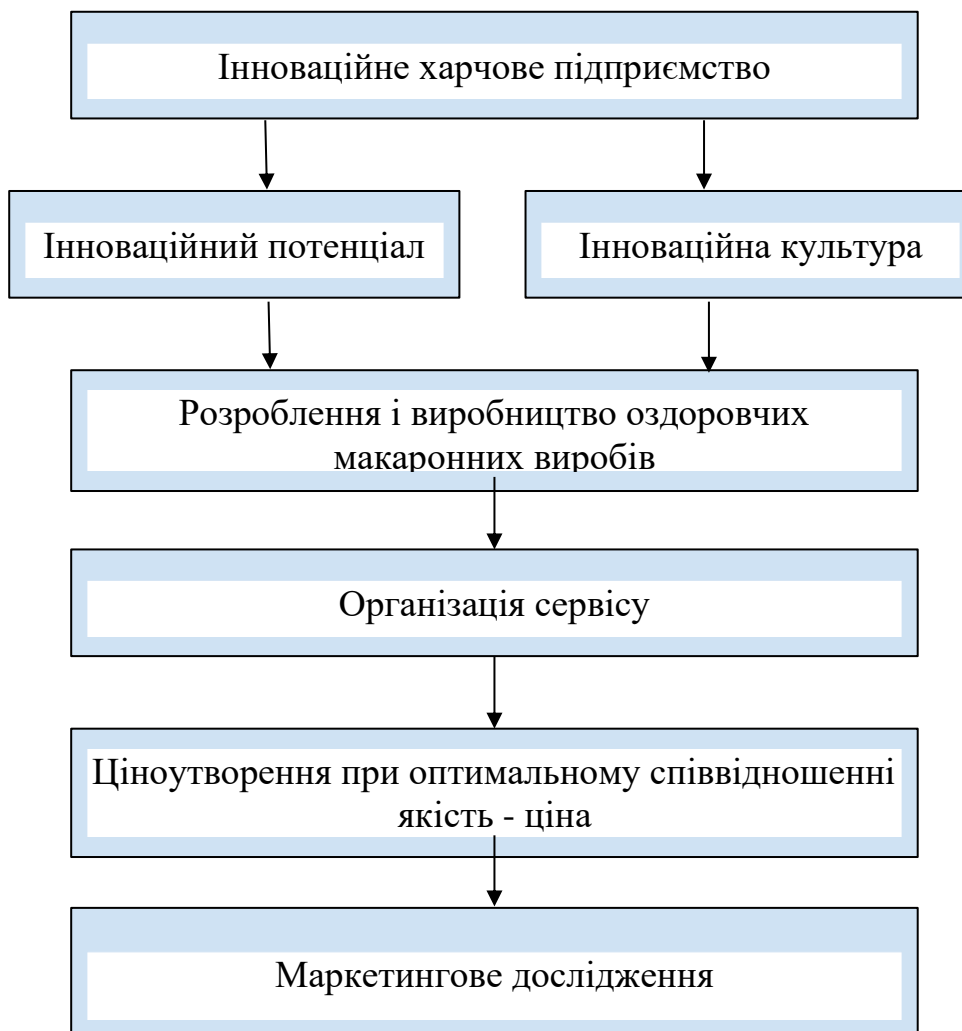 Інноваційне харчове підприємство
Інноваційний потенціал
Інноваційна культура
Розроблення і виробництво оздоровчих
макаронних виробів
Організація сервісу
Ціноутворення при оптимальному співвідношенні
якість - ціна
Маркетингове дослідження